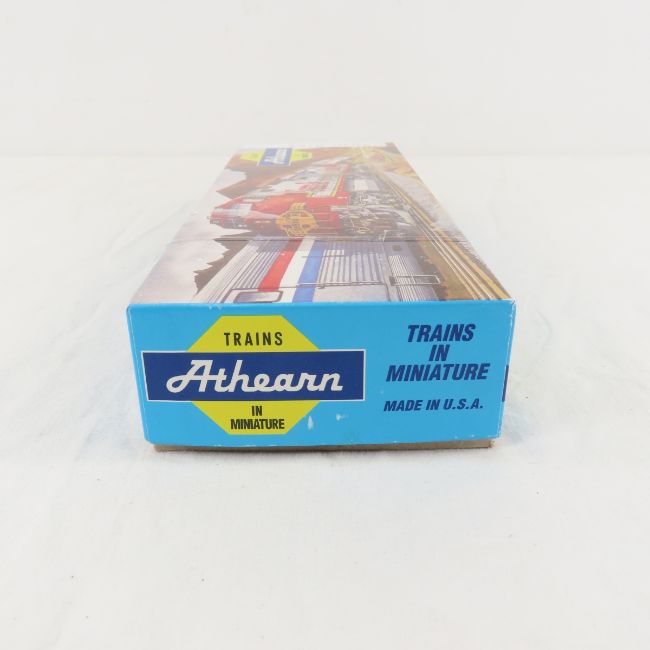 TRAINS
Athearn
IN
MINIATURE
TRAINS
IN
MINIATURE
MADE IN U.S.A.